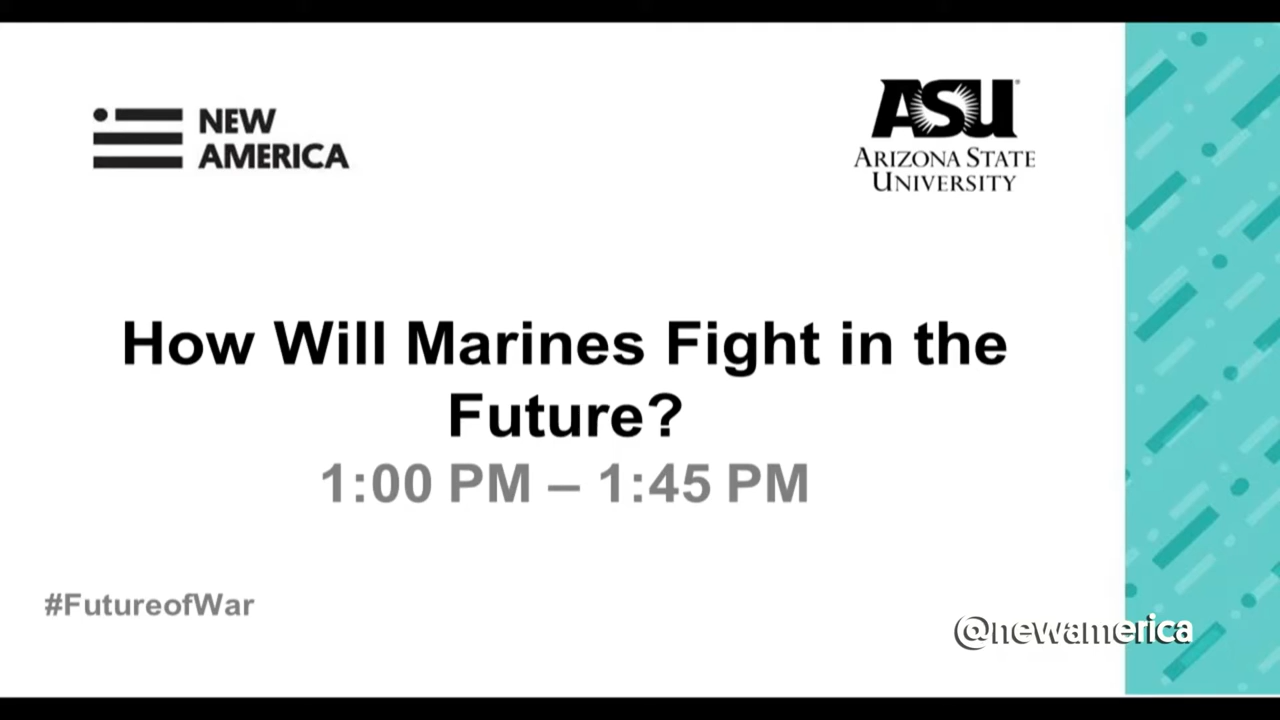 NEW
AMERICA
ASU
ARIZONA STATE
UNIVERSITY
How Will Marines Fight in the
Future?
1:00 PM – 1:45 PM
#FutureofWar
@newamerica